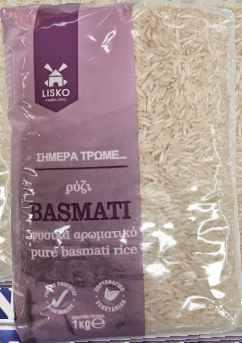 LISKO
ΣΗΜΕΡΑ ΤΡΩΜΕ...
ρύζι
BASMATI
φυσικά αρωματικό
pure basmati rice
1kg℮